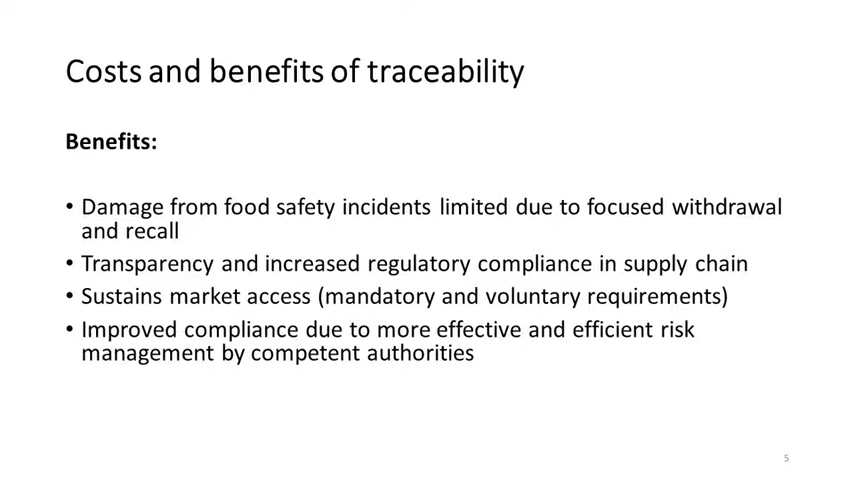 Costs and benefits of traceability
Benefits:
• Damage from food safety incidents limited due to focused withdrawal
and recall
• Transparency and increased regulatory compliance in supply chain
• Sustains market access (mandatory and voluntary requirements)
• Improved compliance due to more effective and efficient risk
management by competent authorities
5